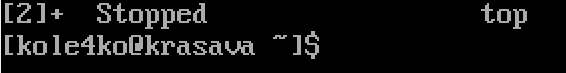 [2]+  Stopped                 top
[kole4ko@krasava ~]$